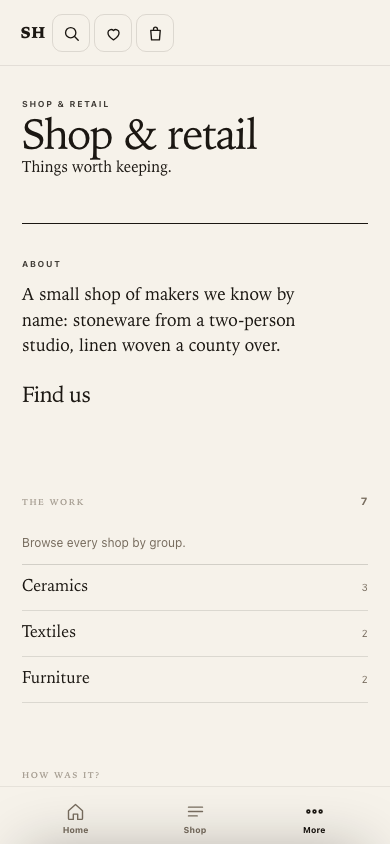 SH
SHOP & RETAIL
Shop & retail
Things worth keeping.
ABOUT
A small shop of makers we know by
name: stoneware from a two-person
studio, linen woven a county over.
Find us
THE WORK 7
Browse every shop by group.
Ceramics 3
Textiles 2
Furniture 2
HOW WAS IT?
Home Shop More